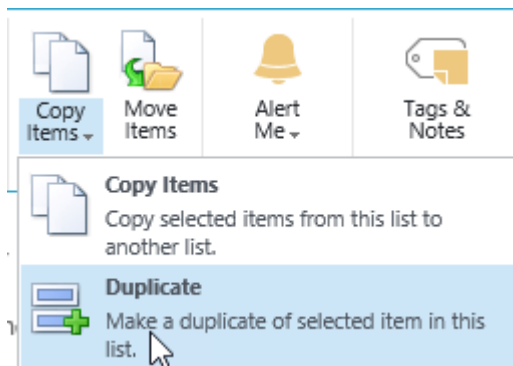 Copy Move Alert Tags &
Items Items Me Notes
Copy Items
Copy selected items from this list to
another list.
Duplicate
Make a duplicate of selected item in this
list.